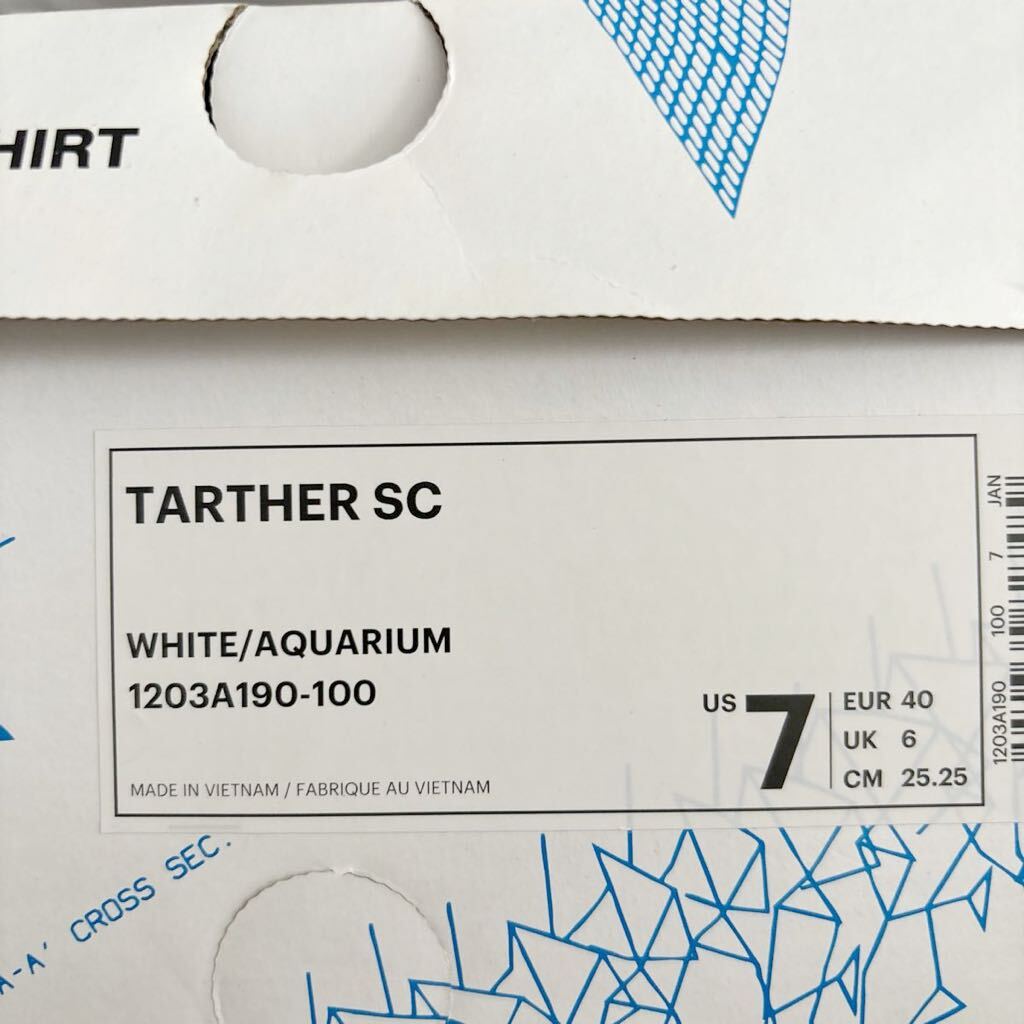 HIRT
TARTHER SC
WHITE/AQUARIUM
1203A190-100
MADE IN VIETNAM / FABRIQUE AU VIETNAM
US 7
EUR 40
UK 6
CM 25.25
1203A190 100 7 JAN
A-A' CROSS SEC.